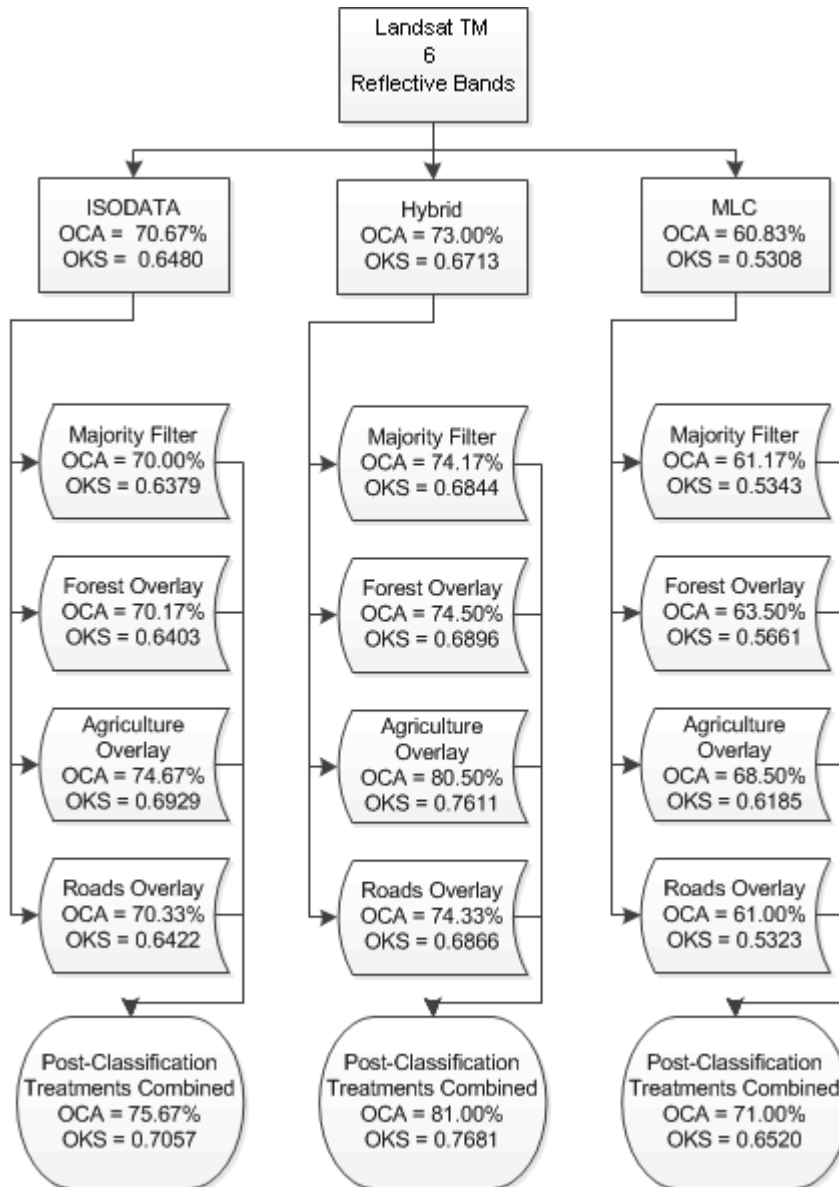 Landsat TM
6
Reflective Bands
ISODATA
OCA = 70.67%
OKS = 0.6480
Hybrid
OCA = 73.00%
OKS = 0.6713
MLC
OCA = 60.83%
OKS = 0.5308
Majority Filter
OCA = 70.00%
OKS = 0.6379
Majority Filter
OCA = 74.17%
OKS = 0.6844
Majority Filter
OCA = 61.17%
OKS = 0.5343
Forest Overlay
OCA = 70.17%
OKS = 0.6403
Forest Overlay
OCA = 74.50%
OKS = 0.6896
Forest Overlay
OCA = 63.50%
OKS = 0.5661
Agriculture
Overlay
OCA = 74.67%
OKS = 0.6929
Agriculture
Overlay
OCA = 80.50%
OKS = 0.7611
Agriculture
Overlay
OCA = 68.50%
OKS = 0.6185
Roads Overlay
OCA = 70.33%
OKS = 0.6422
Roads Overlay
OCA = 74.33%
OKS = 0.6866
Roads Overlay
OCA = 61.00%
OKS = 0.5323
Post-Classification
Treatments Combined
OCA = 75.67%
OKS = 0.7057
Post-Classification
Treatments Combined
OCA = 81.00%
OKS = 0.7681
Post-Classification
Treatments Combined
OCA = 71.00%
OKS = 0.6520